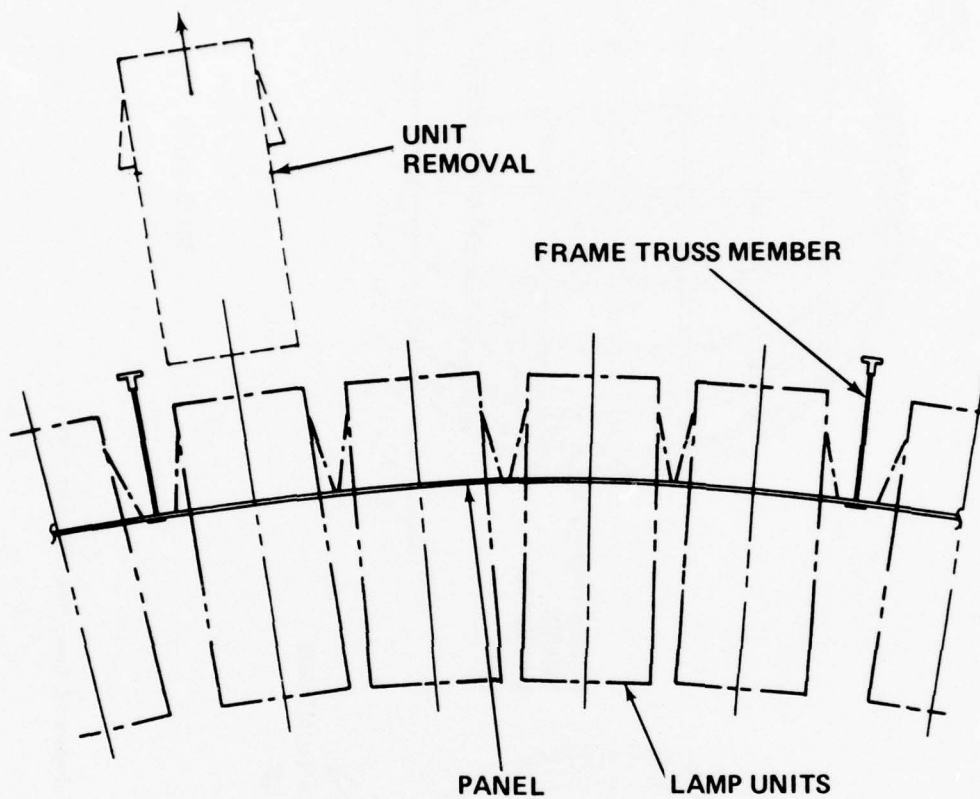 UNIT
REMOVAL
FRAME TRUSS MEMBER
PANEL
LAMP UNITS